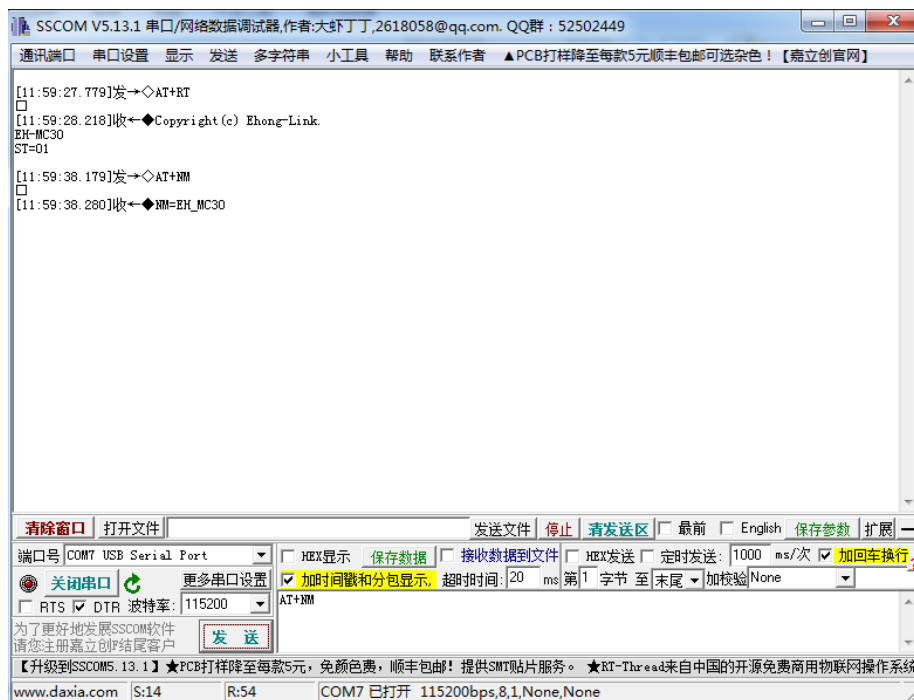 SSCOM V5.13.1 串口/网络数据调试器,作者:大虾丁丁,2618058@qq.com. QQ群：52502449
通讯端口 串口设置 显示 发送 多字符串 小工具 帮助 联系作者 ▲PCB打样降至每款5元顺丰包邮可选杂色！【嘉立创官网】
[11:59:27.779]发→◇AT+RT
□
[11:59:28.218]收←◆Copyright(c) Ehong-Link.
EH-MC30
ST=01
[11:59:38.179]发→◇AT+NM
□
[11:59:38.280]收←◆NM=EH_MC30
清除窗口 打开文件 发送文件 停止 清发送区 最前 English 保存参数 扩展 —
端口号 COM7 USB Serial Port HEX显示 保存数据 接收数据到文件 HEX发送 定时发送: 1000 ms/次 加回车换行
关闭串口 更多串口设置 加时间戳和分包显示, 超时时间: 20 ms 第1 字节 至 末尾 加校验None
RTS DTR 波特率: 115200 AT+NM
为了更好地发展SSCOM软件
请您注册嘉立创F结尾客户
发 送
【升级到SSCOM5.13.1】★PCB打样降至每款5元，免颜色费，顺丰包邮！提供SMT贴片服务。 ★RT-Thread来自中国的开源免费商用物联网操作系统
www.daxia.com S:14 R:54 COM7 已打开 115200bps,8,1,None,None